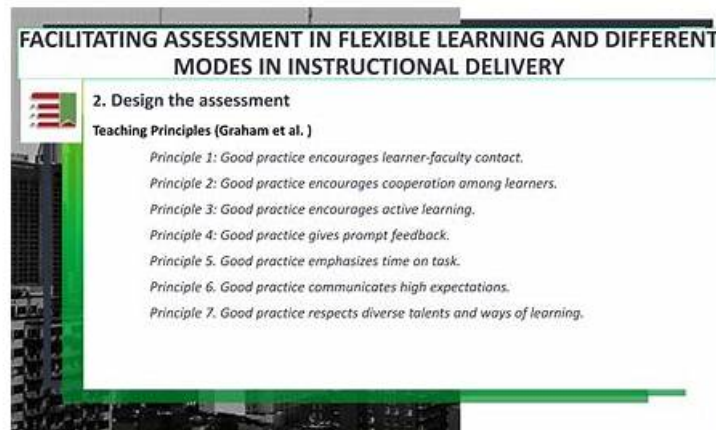 FACILITATING ASSESSMENT IN FLEXIBLE LEARNING AND DIFFERENT
MODES IN INSTRUCTIONAL DELIVERY
2. Design the assessment
Teaching Principles (Graham et al. )
Principle 1: Good practice encourages learner-faculty contact.
Principle 2: Good practice encourages cooperation among learners.
Principle 3: Good practice encourages active learning.
Principle 4: Good practice gives prompt feedback.
Principle 5. Good practice emphasizes time on task.
Principle 6. Good practice communicates high expectations.
Principle 7. Good practice respects diverse talents and ways of learning.